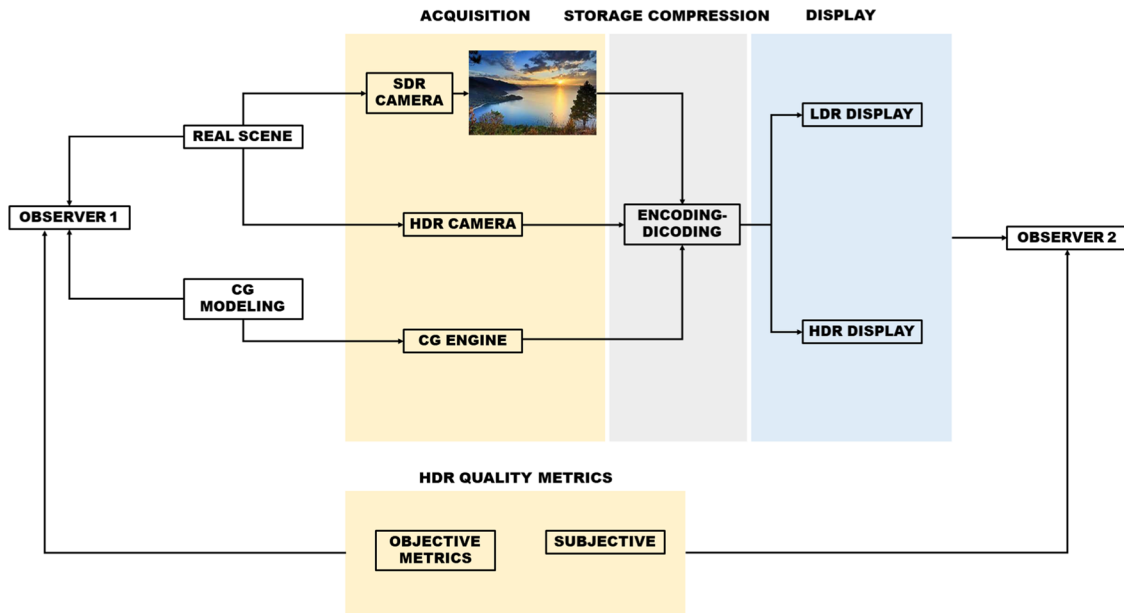 ACQUISITION
STORAGE COMPRESSION
DISPLAY
SDR
CAMERA
LDR DISPLAY
REAL SCENE
OBSERVER 1
HDR CAMERA
ENCODING-
DICODING
OBSERVER 2
CG
MODELING
CG ENGINE
HDR DISPLAY
HDR QUALITY METRICS
OBJECTIVE
METRICS
SUBJECTIVE